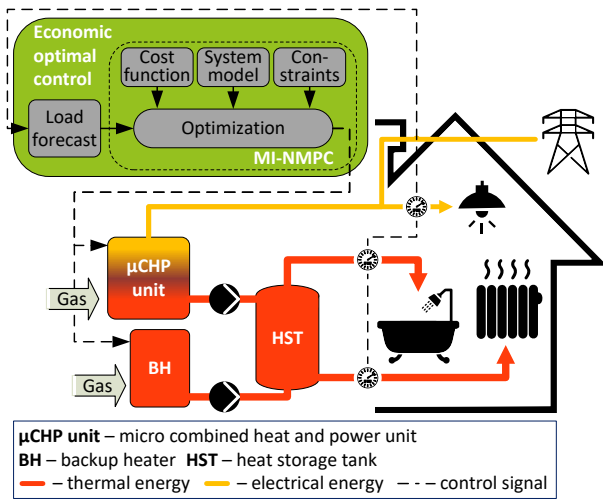 Economic
optimal
control
Cost
function
System
model
Con-
straints
Load
forecast
Optimization
MI-NMPC
µCHP
unit
Gas
HST
BH
Gas
µCHP unit – micro combined heat and power unit
BH – backup heater HST – heat storage tank
– thermal energy – electrical energy – control signal